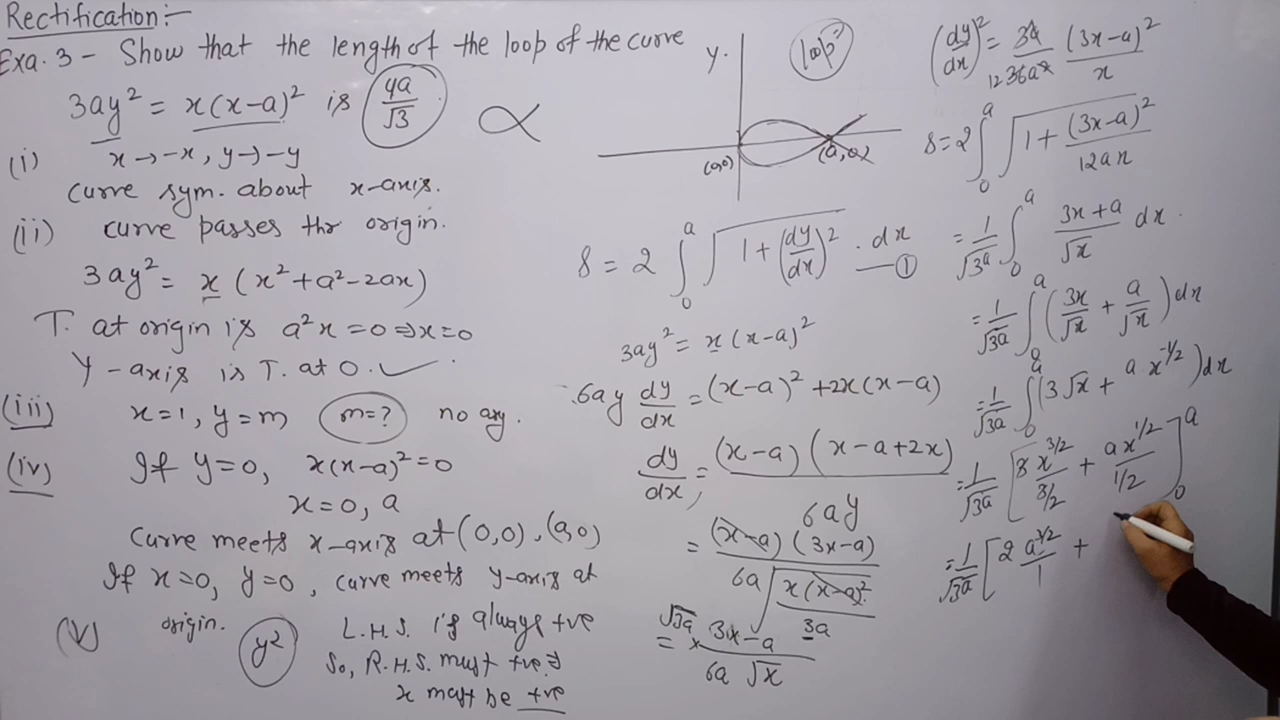 Rectification:-
Exa. 3 - Show that the length of the loop of the curve
3ay² = x(x-a)² is 4a/√3
(i) x→-x, y→-y
Curve sym. about x-axis.
(ii) curve passes thr origin.
3ay² = x(x²+a²-2ax)
T. at origin is a²x=0⇒x=0
Y-axis is T. at O. ✓
(iii) x=1, y=m m=? no asy.
(iv) If y=0, x(x-a)²=0
x=0, a
Curve meets x-axis at (0,0), (a,0)
If x=0, y=0, curve meets y-axis at
origin.
(V) y² L.H.S. is always +ve
So, R.H.S. must +ve ⇒
x must be +ve
y.
loop
(0,0) (a,0)
S = 2 ∫₀ᵃ √(1+(dy/dx)²) . dx —①
3ay² = x(x-a)²
6ay dy/dx = (x-a)² + 2x(x-a)
dy/dx = (x-a)(x-a+2x)/6ay
= (x-a)(3x-a)/6a√(x(x-a)²/3a)
= √3a × (3x-a)/6a√x
(dy/dx)² = 3a/36a² (3x-a)²/x
12
S = 2∫₀ᵃ √(1+(3x-a)²/12ax)
= 1/√3a ∫₀ᵃ (3x+a)/√x dx.
= 1/√3a ∫₀ᵃ (3x/√x + a/√x) dx
= 1/√3a ∫₀ᵃ (3√x + a x^-1/2) dx
= 1/√3a [3 x^3/2/3/2 + a x^1/2/1/2]₀ᵃ
= 1/√3a [2 a^3/2/1 +